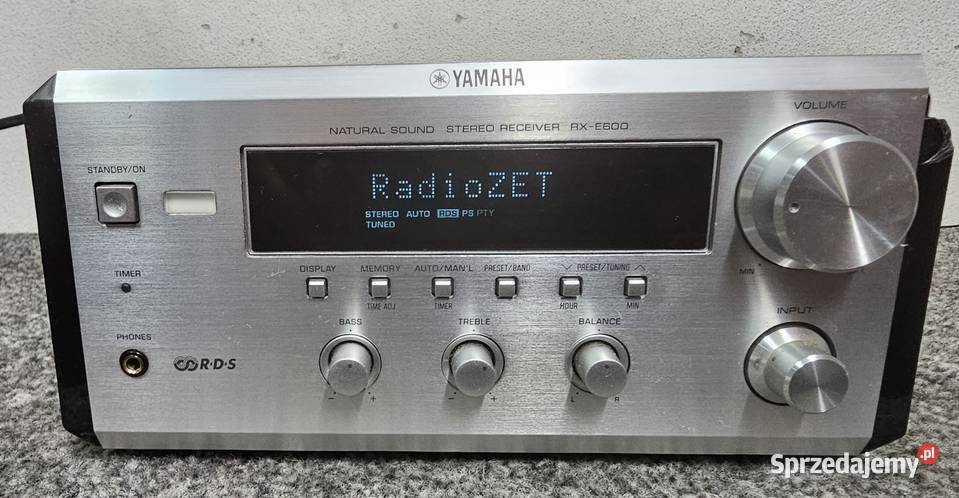 YAMAHA
VOLUME
NATURAL SOUND STEREO RECEIVER RX-E600
STANDBY/ON
RadioZET
STEREO AUTO RDS PS PTY
TUNED
MIN
TIMER
DISPLAY MEMORY AUTO/MAN'L PRESET/BAND PRESET/TUNING
TIME ADJ TIMER HOUR MIN
INPUT
BASS TREBLE BALANCE
PHONES
R·D·S
- + - + L R
Sprzedajemy.pl